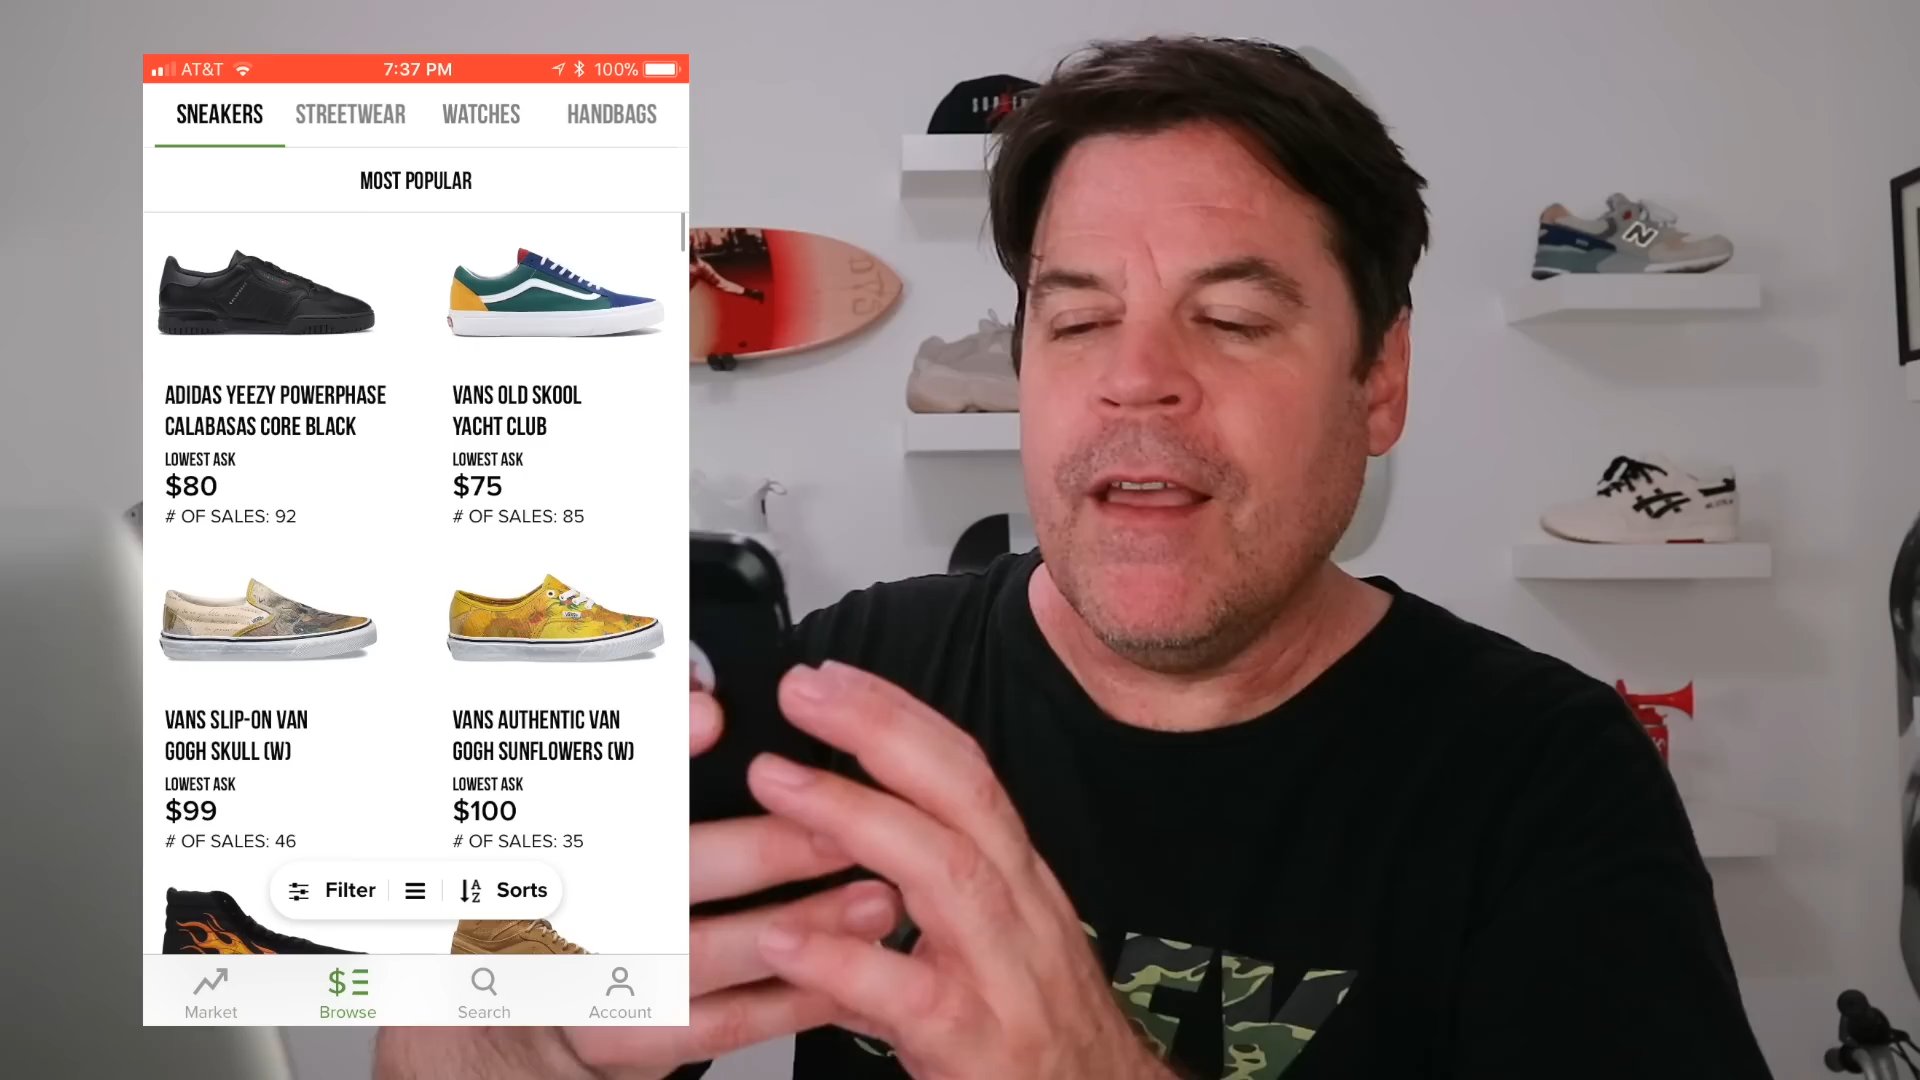 AT&T
7:37 PM
100%
SNEAKERS STREETWEAR WATCHES HANDBAGS
MOST POPULAR
ADIDAS YEEZY POWERPHASE
CALABASAS CORE BLACK
LOWEST ASK
$80
# OF SALES: 92
VANS OLD SKOOL
YACHT CLUB
LOWEST ASK
$75
# OF SALES: 85
VANS SLIP-ON VAN
GOGH SKULL (W)
LOWEST ASK
$99
# OF SALES: 46
VANS AUTHENTIC VAN
GOGH SUNFLOWERS (W)
LOWEST ASK
$100
# OF SALES: 35
Filter
Sorts
Market
Browse
Search
Account
N